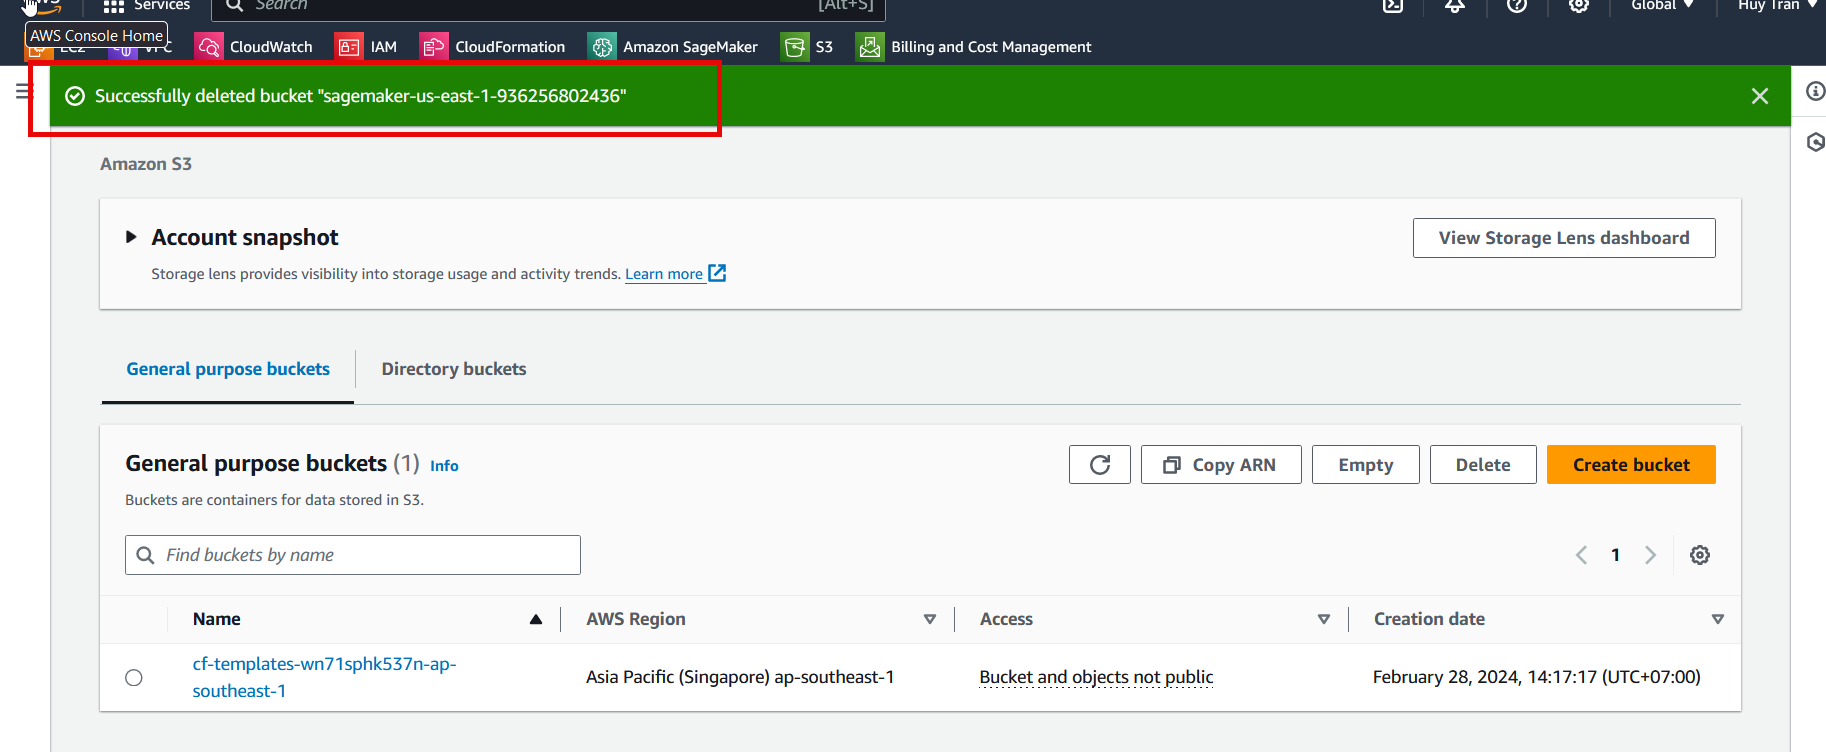 aws
Services
Search
[Alt+S]
Global
Huy Tran
AWS Console Home
EC2
VPC
CloudWatch
IAM
CloudFormation
Amazon SageMaker
S3
Billing and Cost Management
Successfully deleted bucket "sagemaker-us-east-1-936256802436"
Amazon S3
Account snapshot
View Storage Lens dashboard
Storage lens provides visibility into storage usage and activity trends. Learn more
General purpose buckets
Directory buckets
General purpose buckets (1) Info
Copy ARN
Empty
Delete
Create bucket
Buckets are containers for data stored in S3.
Find buckets by name
1
Name
AWS Region
Access
Creation date
cf-templates-wn71sphk537n-ap-
southeast-1
Asia Pacific (Singapore) ap-southeast-1
Bucket and objects not public
February 28, 2024, 14:17:17 (UTC+07:00)